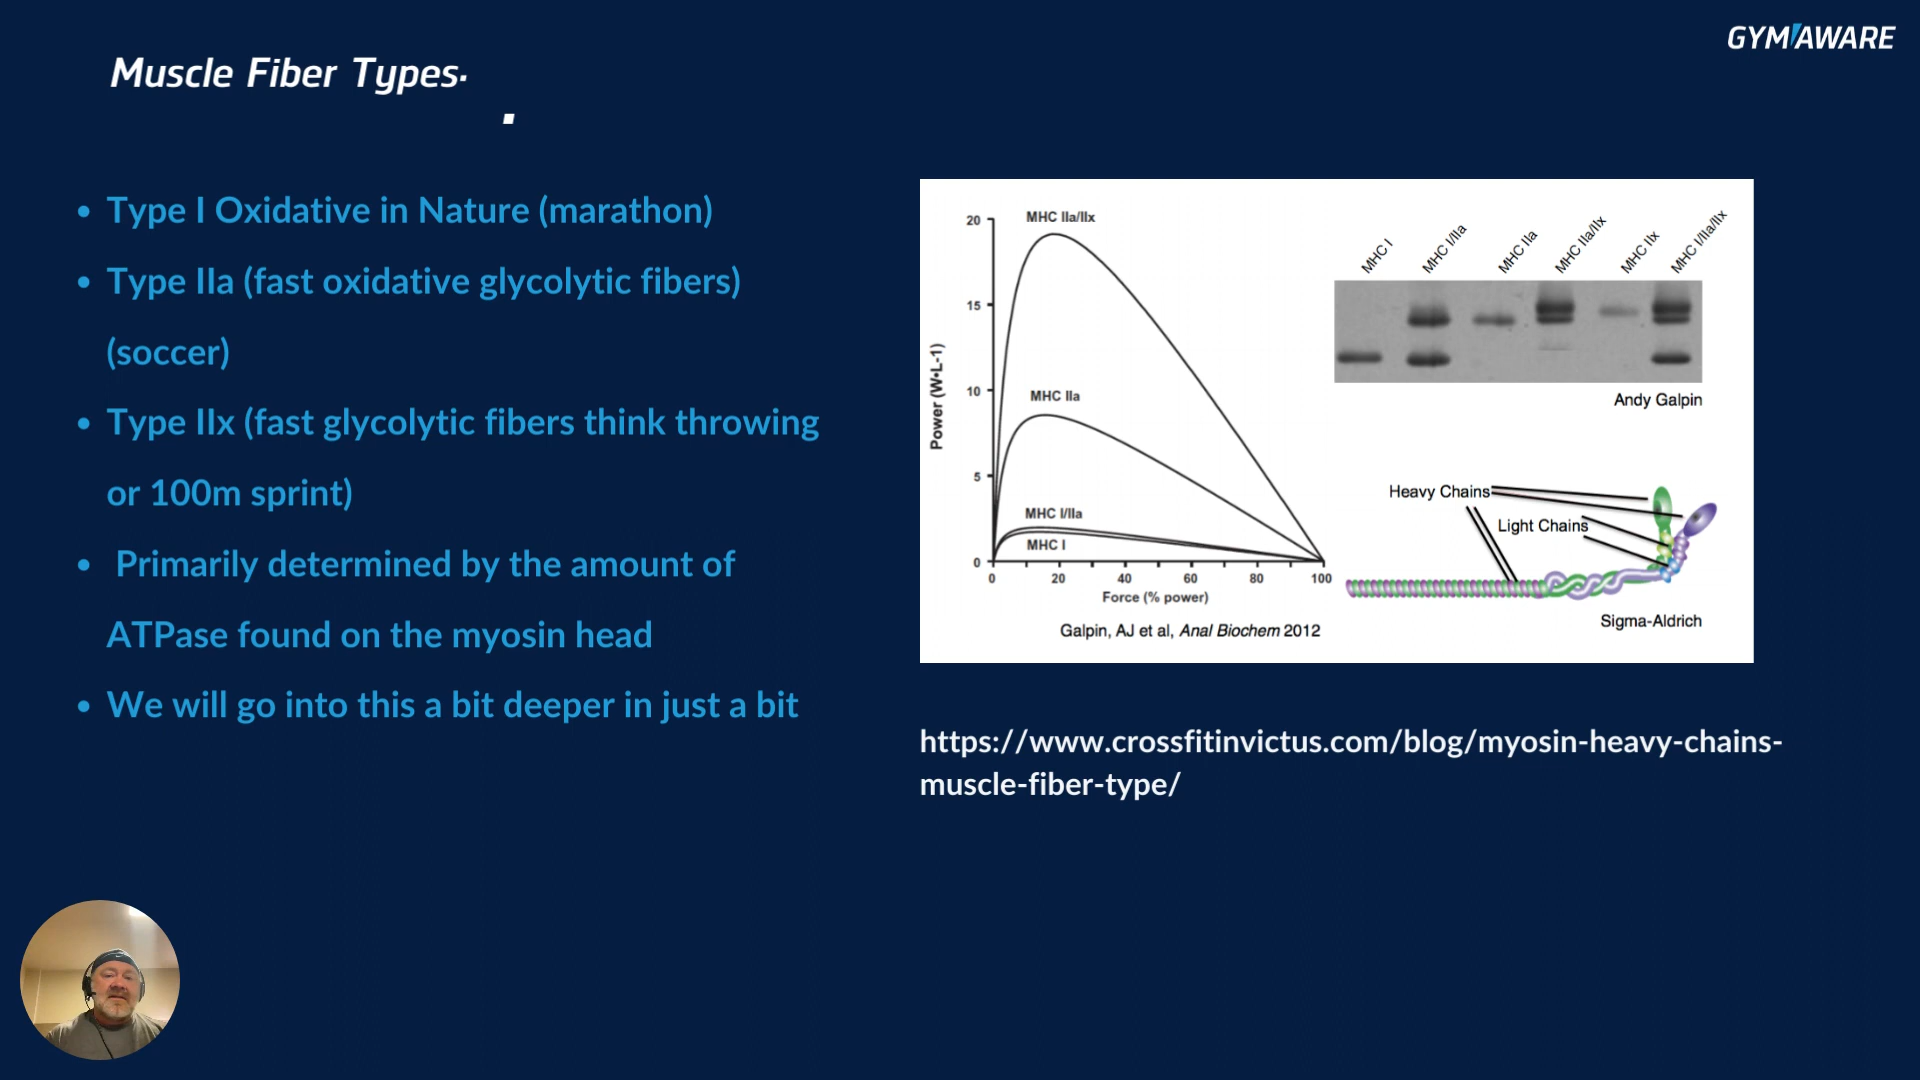 GYMAWARE
Muscle Fiber Types.
.
• Type I Oxidative in Nature (marathon)
• Type IIa (fast oxidative glycolytic fibers)
(soccer)
• Type IIx (fast glycolytic fibers think throwing
or 100m sprint)
• Primarily determined by the amount of
ATPase found on the myosin head
• We will go into this a bit deeper in just a bit
20
15
10
5
0
Power (W•L-1)
MHC IIa/IIx
MHC IIa
MHC I/IIa
MHC I
0 20 40 60 80 100
Force (% power)
Galpin, AJ et al, Anal Biochem 2012
MHC I
MHC I/IIa
MHC IIa
MHC IIa/IIx
MHC IIx
MHC I/IIa/IIx
Andy Galpin
Heavy Chains
Light Chains
Sigma-Aldrich
https://www.crossfitinvictus.com/blog/myosin-heavy-chains-
muscle-fiber-type/